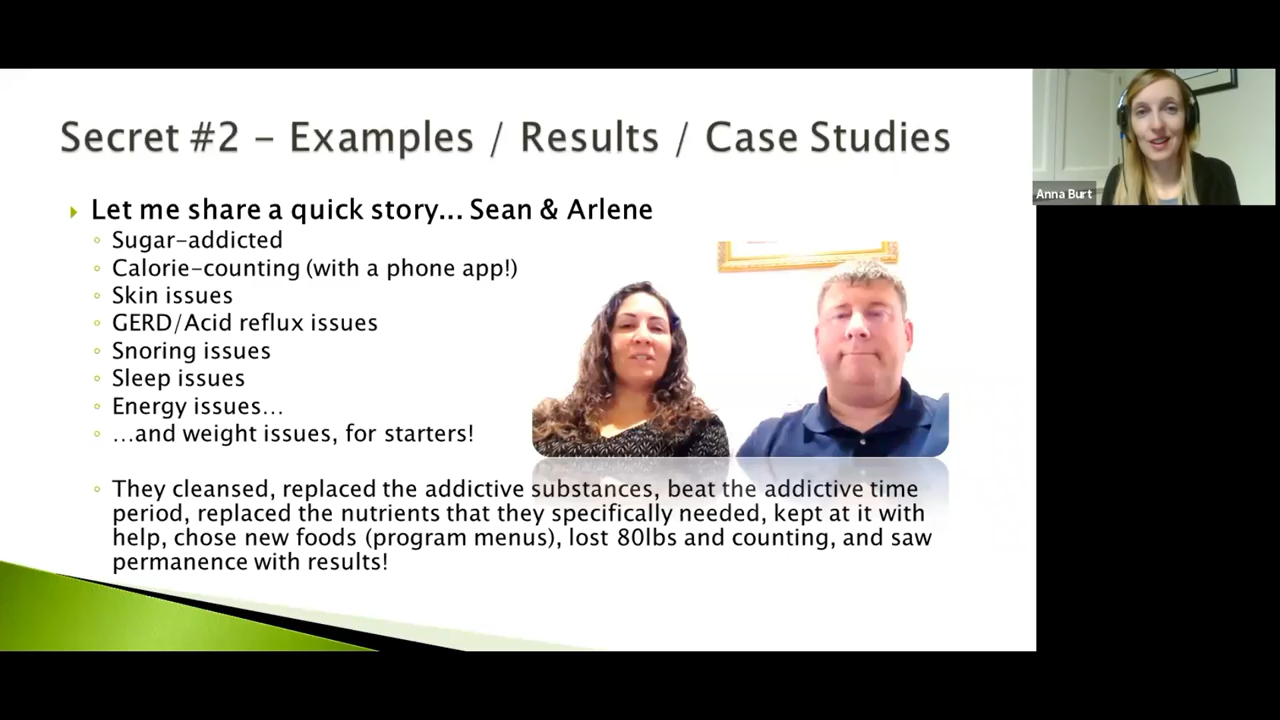 Secret #2 – Examples / Results / Case Studies
Let me share a quick story... Sean & Arlene
Sugar-addicted
Calorie-counting (with a phone app!)
Skin issues
GERD/Acid reflux issues
Snoring issues
Sleep issues
Energy issues…
…and weight issues, for starters!
They cleansed, replaced the addictive substances, beat the addictive time
period, replaced the nutrients that they specifically needed, kept at it with
help, chose new foods (program menus), lost 80lbs and counting, and saw
permanence with results!
Anna Burt